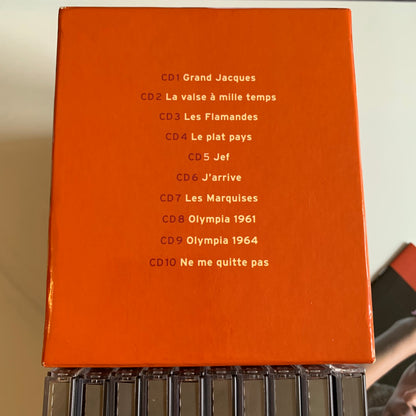 CD1 Grand Jacques
CD2 La valse à mille temps
CD3 Les Flamandes
CD4 Le plat pays
CD5 Jef
CD6 J'arrive
CD7 Les Marquises
CD8 Olympia 1961
CD9 Olympia 1964
CD10 Ne me quitte pas